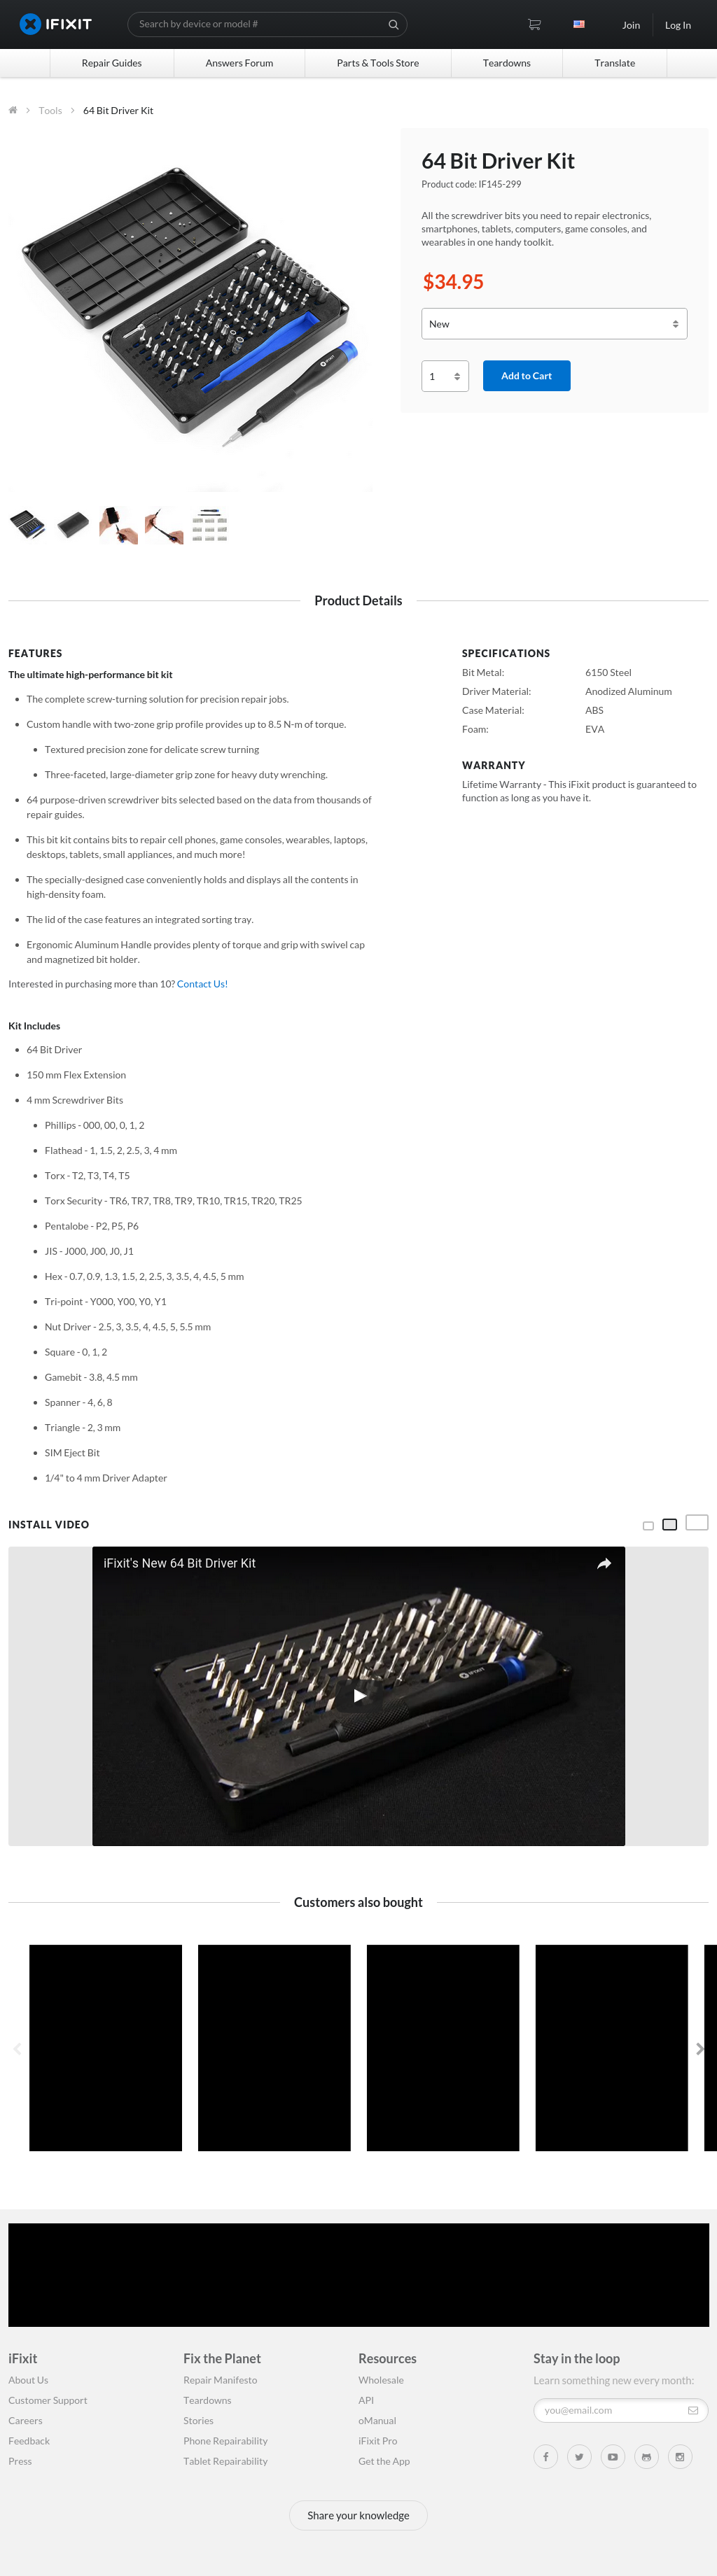 IFIXIT
Search by device or model #
Join
Log In
Repair Guides
Answers Forum
Parts & Tools Store
Teardowns
Translate
Tools
64 Bit Driver Kit
64 Bit Driver Kit
Product code: IF145-299
All the screwdriver bits you need to repair electronics,
smartphones, tablets, computers, game consoles, and
wearables in one handy toolkit.
$34.95
New
1
Add to Cart
Product Details
FEATURES
The ultimate high-performance bit kit
The complete screw-turning solution for precision repair jobs.
Custom handle with two-zone grip profile provides up to 8.5 N-m of torque.
Textured precision zone for delicate screw turning
Three-faceted, large-diameter grip zone for heavy duty wrenching.
64 purpose-driven screwdriver bits selected based on the data from thousands of
repair guides.
This bit kit contains bits to repair cell phones, game consoles, wearables, laptops,
desktops, tablets, small appliances, and much more!
The specially-designed case conveniently holds and displays all the contents in
high-density foam.
The lid of the case features an integrated sorting tray.
Ergonomic Aluminum Handle provides plenty of torque and grip with swivel cap
and magnetized bit holder.
Interested in purchasing more than 10? Contact Us!
Kit Includes
64 Bit Driver
150 mm Flex Extension
4 mm Screwdriver Bits
Phillips - 000, 00, 0, 1, 2
Flathead - 1, 1.5, 2, 2.5, 3, 4 mm
Torx - T2, T3, T4, T5
Torx Security - TR6, TR7, TR8, TR9, TR10, TR15, TR20, TR25
Pentalobe - P2, P5, P6
JIS - J000, J00, J0, J1
Hex - 0.7, 0.9, 1.3, 1.5, 2, 2.5, 3, 3.5, 4, 4.5, 5 mm
Tri-point - Y000, Y00, Y0, Y1
Nut Driver - 2.5, 3, 3.5, 4, 4.5, 5, 5.5 mm
Square - 0, 1, 2
Gamebit - 3.8, 4.5 mm
Spanner - 4, 6, 8
Triangle - 2, 3 mm
SIM Eject Bit
1/4" to 4 mm Driver Adapter
SPECIFICATIONS
Bit Metal: 6150 Steel
Driver Material: Anodized Aluminum
Case Material: ABS
Foam: EVA
WARRANTY
Lifetime Warranty - This iFixit product is guaranteed to
function as long as you have it.
INSTALL VIDEO
iFixit's New 64 Bit Driver Kit
IFIXIT
Customers also bought
iFixit
About Us
Customer Support
Careers
Feedback
Press
Fix the Planet
Repair Manifesto
Teardowns
Stories
Phone Repairability
Tablet Repairability
Resources
Wholesale
API
oManual
iFixit Pro
Get the App
Stay in the loop
Learn something new every month:
you@email.com
Share your knowledge